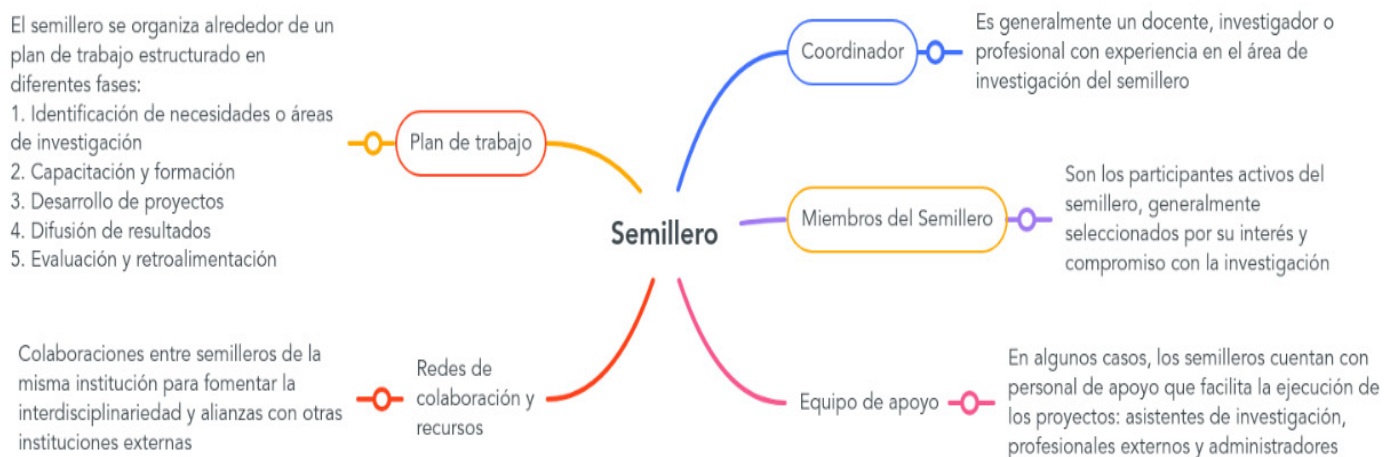 El semillero se organiza alrededor de un
plan de trabajo estructurado en
diferentes fases:
1. Identificación de necesidades o áreas
de investigación
2. Capacitación y formación
3. Desarrollo de proyectos
4. Difusión de resultados
5. Evaluación y retroalimentación
Plan de trabajo
Colaboraciones entre semilleros de la
misma institución para fomentar la
interdisciplinariedad y alianzas con otras
instituciones externas
Redes de
colaboración y
recursos
Semillero
Coordinador
Es generalmente un docente, investigador o
profesional con experiencia en el área de
investigación del semillero
Miembros del Semillero
Son los participantes activos del
semillero, generalmente
seleccionados por su interés y
compromiso con la investigación
Equipo de apoyo
En algunos casos, los semilleros cuentan con
personal de apoyo que facilita la ejecución de
los proyectos: asistentes de investigación,
profesionales externos y administradores